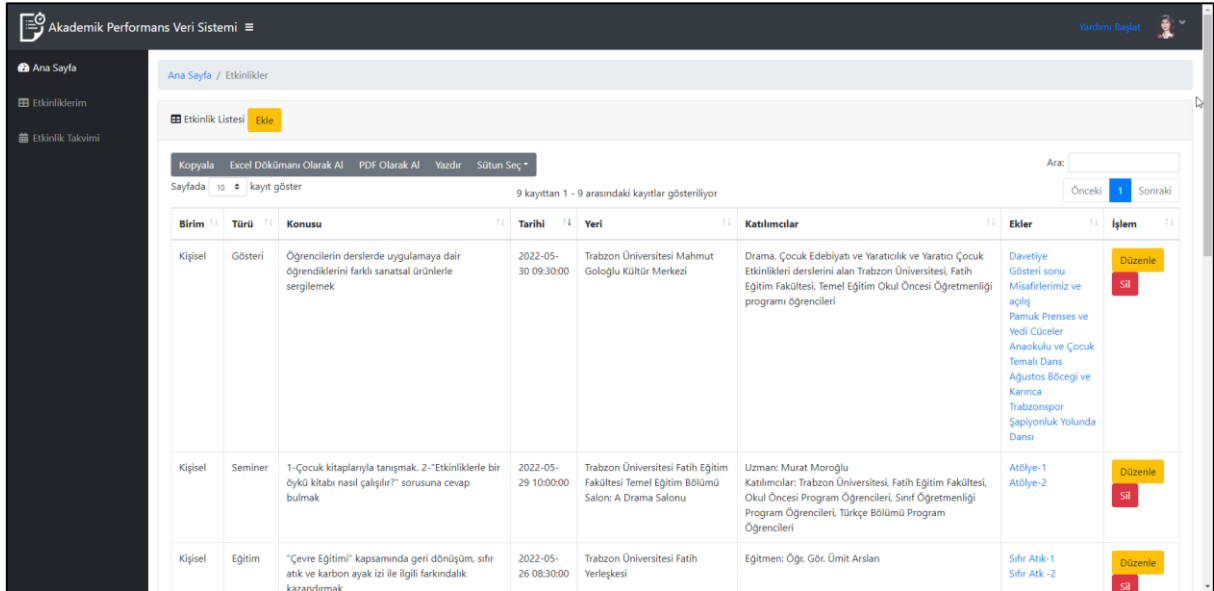 Akademik Performans Veri Sistemi
Yardımı Başlat
Ana Sayfa
Etkinliklerim
Etkinlik Takvimi
Ana Sayfa / Etkinlikler
Etkinlik Listesi Ekle
Kopyala Excel Dökümanı Olarak Al PDF Olarak Al Yazdır Sütun Seç
Ara:
Sayfada 10 kayıt göster
9 kayıttan 1 - 9 arasındaki kayıtlar gösteriliyor
Önceki 1 Sonraki
Birim Türü Konusu Tarihi Yeri Katılımcılar Ekler İşlem
Kişisel
Gösteri
Öğrencilerin derslerde uygulamaya dair
öğrendiklerini farklı sanatsal ürünlerle
sergilemek
2022-05-
30 09:30:00
Trabzon Üniversitesi Mahmut
Goloğlu Kültür Merkezi
Drama, Çocuk Edebiyatı ve Yaratıcılık ve Yaratıcı Çocuk
Etkinlikleri derslerini alan Trabzon Üniversitesi, Fatih
Eğitim Fakültesi, Temel Eğitim Okul Öncesi Öğretmenliği
programı öğrencileri
Davetiye
Gösteri sonu
Misafirlerimiz ve
açılış
Pamuk Prenses ve
Yedi Cüceler
Anaokulu ve Çocuk
Temalı Dans
Ağustos Böcegi ve
Karınca
Trabzonspor
Şapiyonluk Yolunda
Dansı
Düzenle
Sil
Kişisel
Seminer
1-Çocuk kitaplarıyla tanışmak. 2-"Etkinliklerle bir
öykü kitabı nasıl çalışılır?" sorusuna cevap
bulmak
2022-05-
29 10:00:00
Trabzon Üniversitesi Fatih Eğitim
Fakültesi Temel Eğitim Bölümü
Salon: A Drama Salonu
Uzman: Murat Moroğlu
Katılımcılar: Trabzon Üniversitesi, Fatih Eğitim Fakültesi,
Okul Öncesi Program Öğrencileri, Sınıf Öğretmenliği
Program Öğrencileri, Türkçe Bölümü Program
Öğrencileri
Atölye-1
Atölye-2
Düzenle
Sil
Kişisel
Eğitim
"Çevre Eğitimi" kapsamında geri dönüşüm, sıfır
atık ve karbon ayak izi ile ilgili farkındalık
kazandırmak
2022-05-
26 08:30:00
Trabzon Üniversitesi Fatih
Yerleşkesi
Eğitmen: Öğr. Gör. Ümit Arslan
Sıfır Atık-1
Sıfır Atk -2
Düzenle
Sil